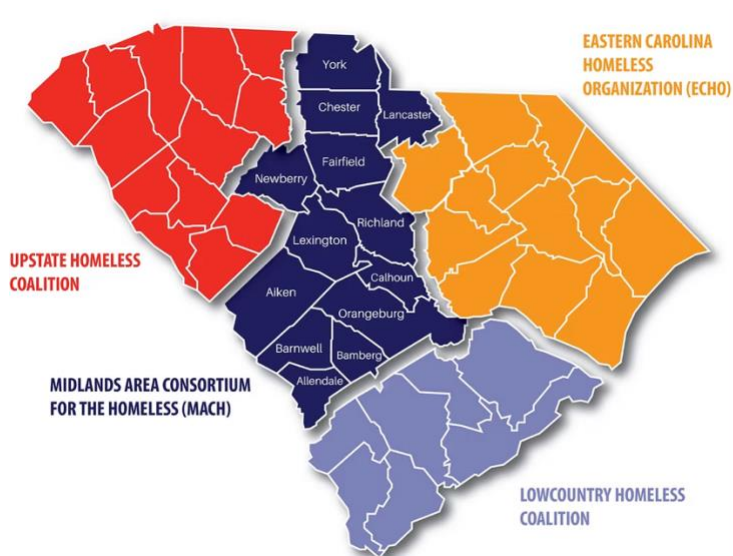 EASTERN CAROLINA
HOMELESS
ORGANIZATION (ECHO)
York
Chester
Lancaster
Fairfield
Newberry
Richland
Lexington
Calhoun
Aiken
Orangeburg
Barnwell
Bamberg
Allendale
UPSTATE HOMELESS
COALITION
MIDLANDS AREA CONSORTIUM
FOR THE HOMELESS (MACH)
LOWCOUNTRY HOMELESS
COALITION